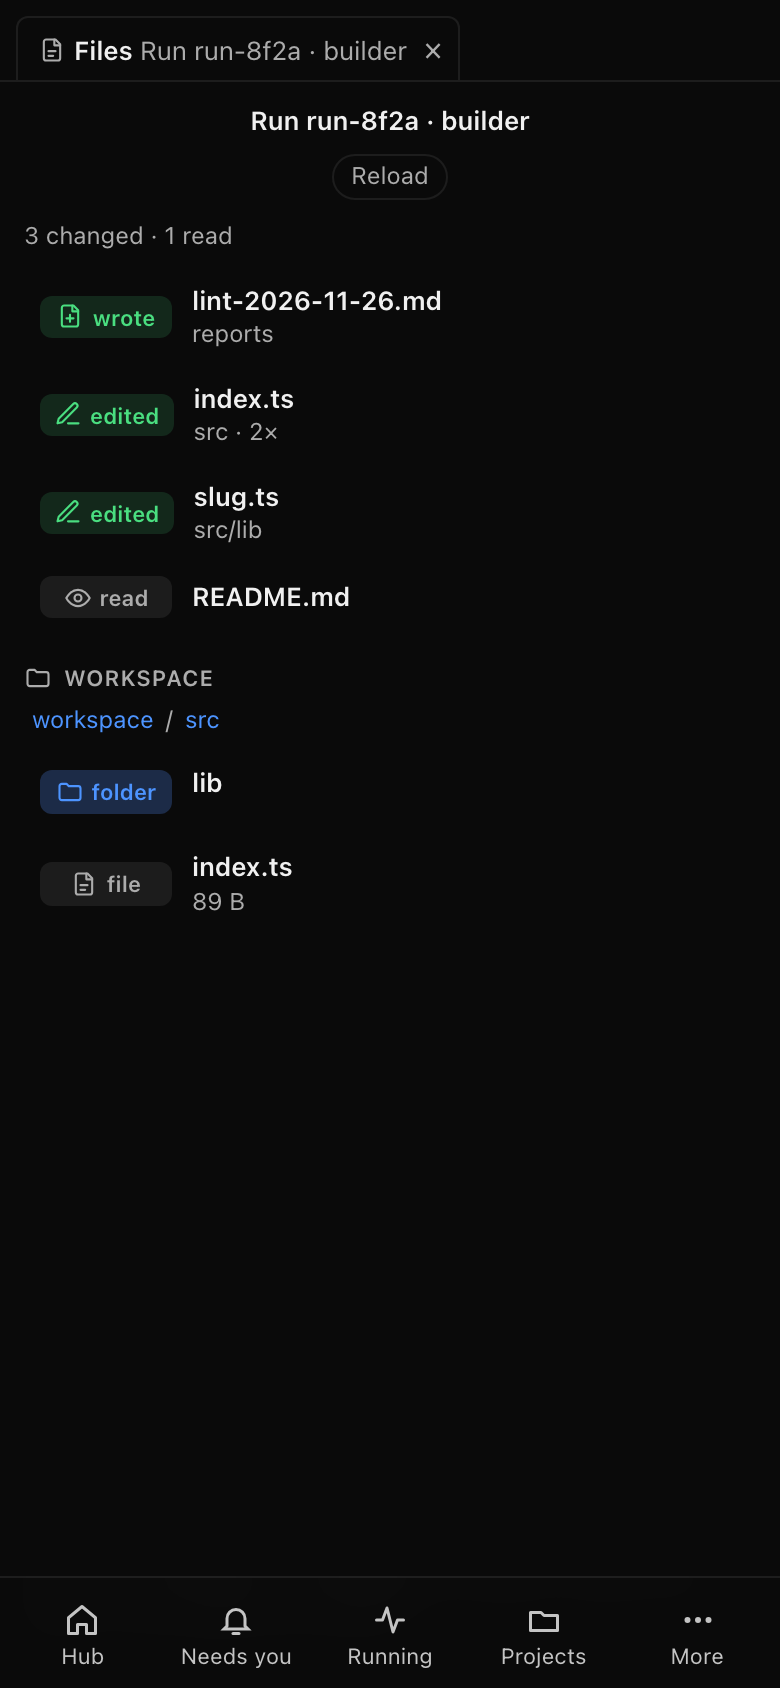 Files Run run-8f2a · builder ×
Run run-8f2a · builder
Reload
3 changed · 1 read
wrote lint-2026-11-26.md
reports
edited index.ts
src · 2×
edited slug.ts
src/lib
read README.md
WORKSPACE
workspace / src
folder lib
file index.ts
89 B
Hub Needs you Running Projects More